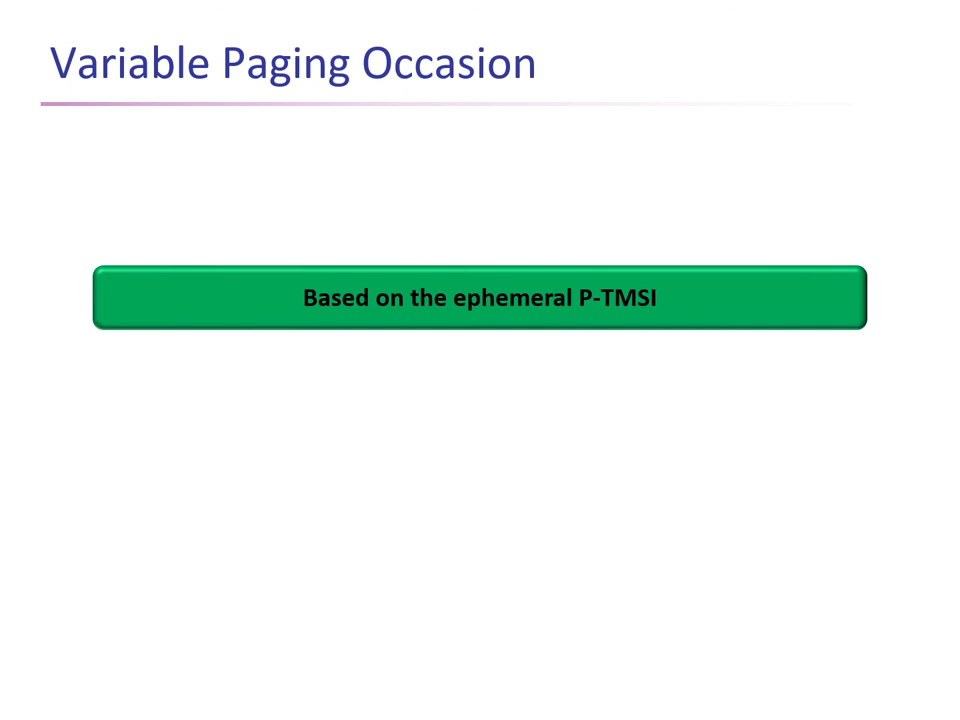 Variable Paging Occasion
Based on the ephemeral P-TMSI